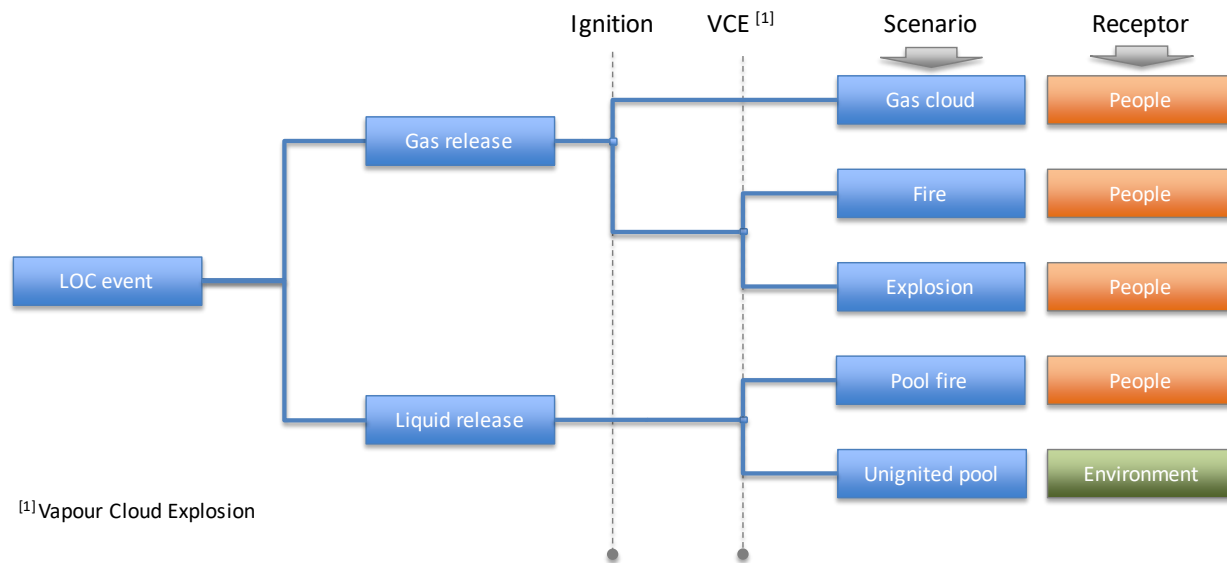 Ignition
VCE [1]
Scenario
Receptor
Gas cloud
People
Gas release
Fire
People
LOC event
Explosion
People
Pool fire
People
Liquid release
Unignited pool
Environment
[1] Vapour Cloud Explosion